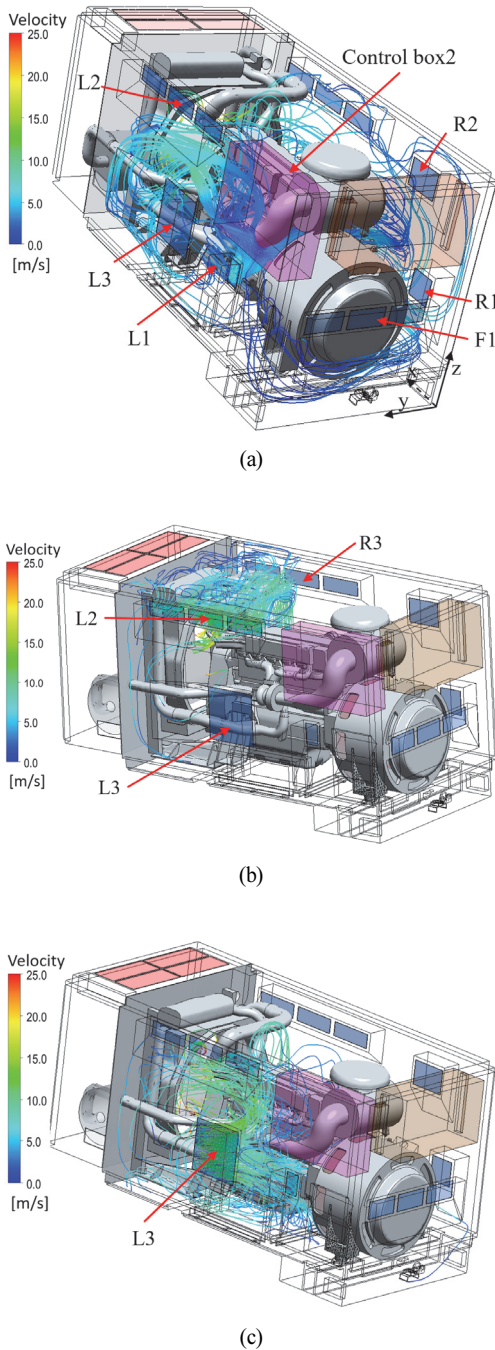 Velocity
25.0
20.0
15.0
10.0
5.0
0.0
[m/s]
L2
Control box2
R2
L3
L1
R1
F1
z
y
(a)
Velocity
25.0
20.0
15.0
10.0
5.0
0.0
[m/s]
R3
L2
L3
(b)
Velocity
25.0
20.0
15.0
10.0
5.0
0.0
[m/s]
L3
(c)